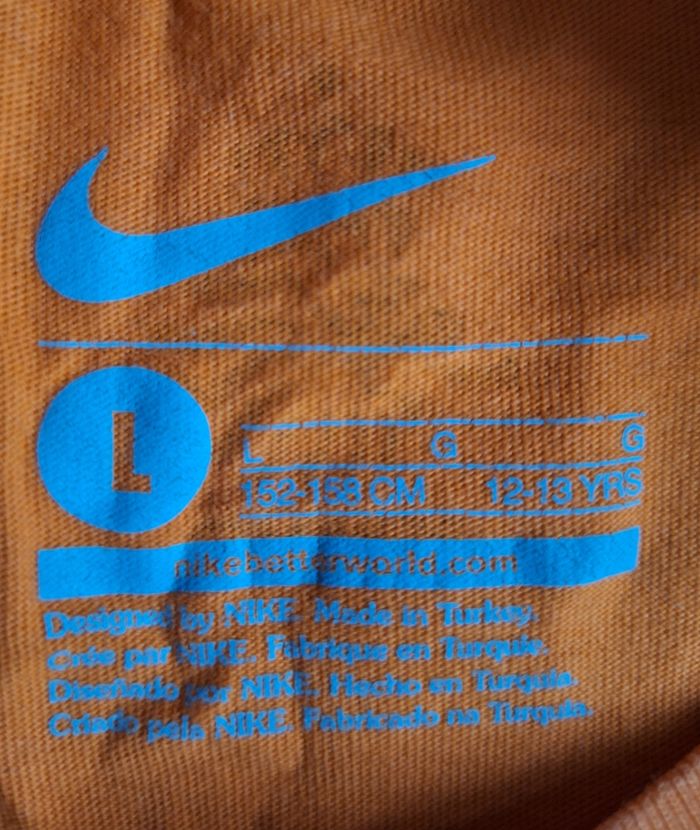 L
L G G
152-158 CM 12-13 YRS
nikebetterworld.com
Designed by NIKE. Made in Turkey.
Crée par NIKE. Fabrique en Turquie.
Diseñado por NIKE. Hecho en Turquía.
Criado pela NIKE. Fabricado na Turquia.